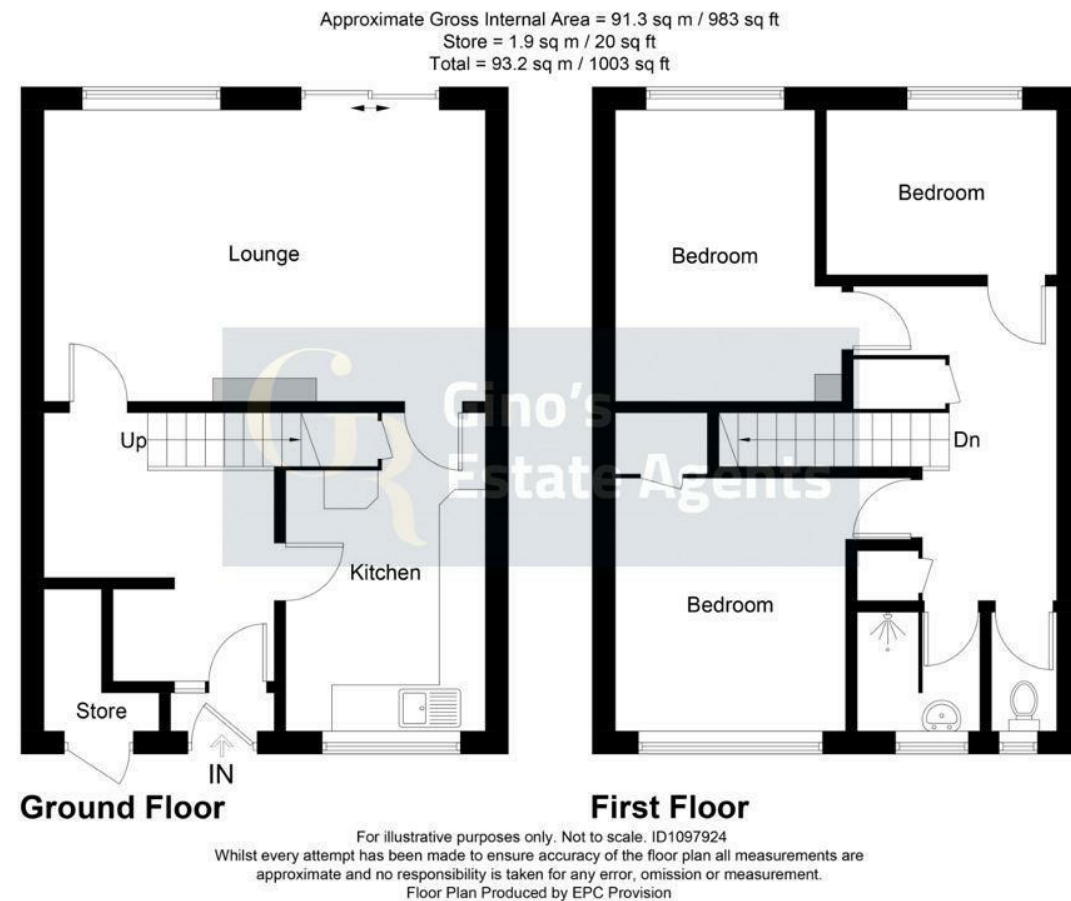 Approximate Gross Internal Area = 91.3 sq m / 983 sq ft
Store = 1.9 sq m / 20 sq ft
Total = 93.2 sq m / 1003 sq ft
Lounge
Bedroom
Bedroom
GR
Gino's
Estate Agents
Up
Dn
Kitchen
Bedroom
Store
IN
Ground Floor
First Floor
For illustrative purposes only. Not to scale. ID1097924
Whilst every attempt has been made to ensure accuracy of the floor plan all measurements are
approximate and no responsibility is taken for any error, omission or measurement.
Floor Plan Produced by EPC Provision